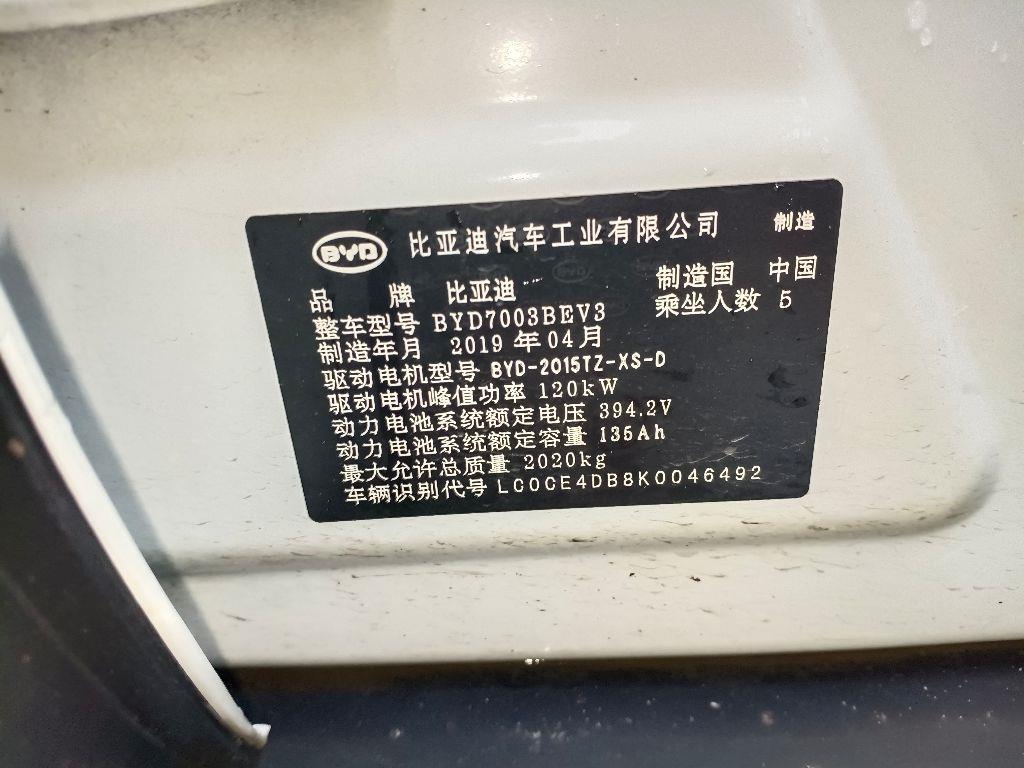 BYD 比亚迪汽车工业有限公司 制造
品 牌 比亚迪 制造国 中国
整车型号 BYD7003BEV3 乘坐人数 5
制造年月 2019 年 04 月
驱动电机型号 BYD-2015TZ-XS-D
驱动电机峰值功率 120kW
动力电池系统额定电压 394.2V
动力电池系统额定容量 135Ah
最大允许总质量 2020kg
车辆识别代号 LC0CE4DB8K0046492